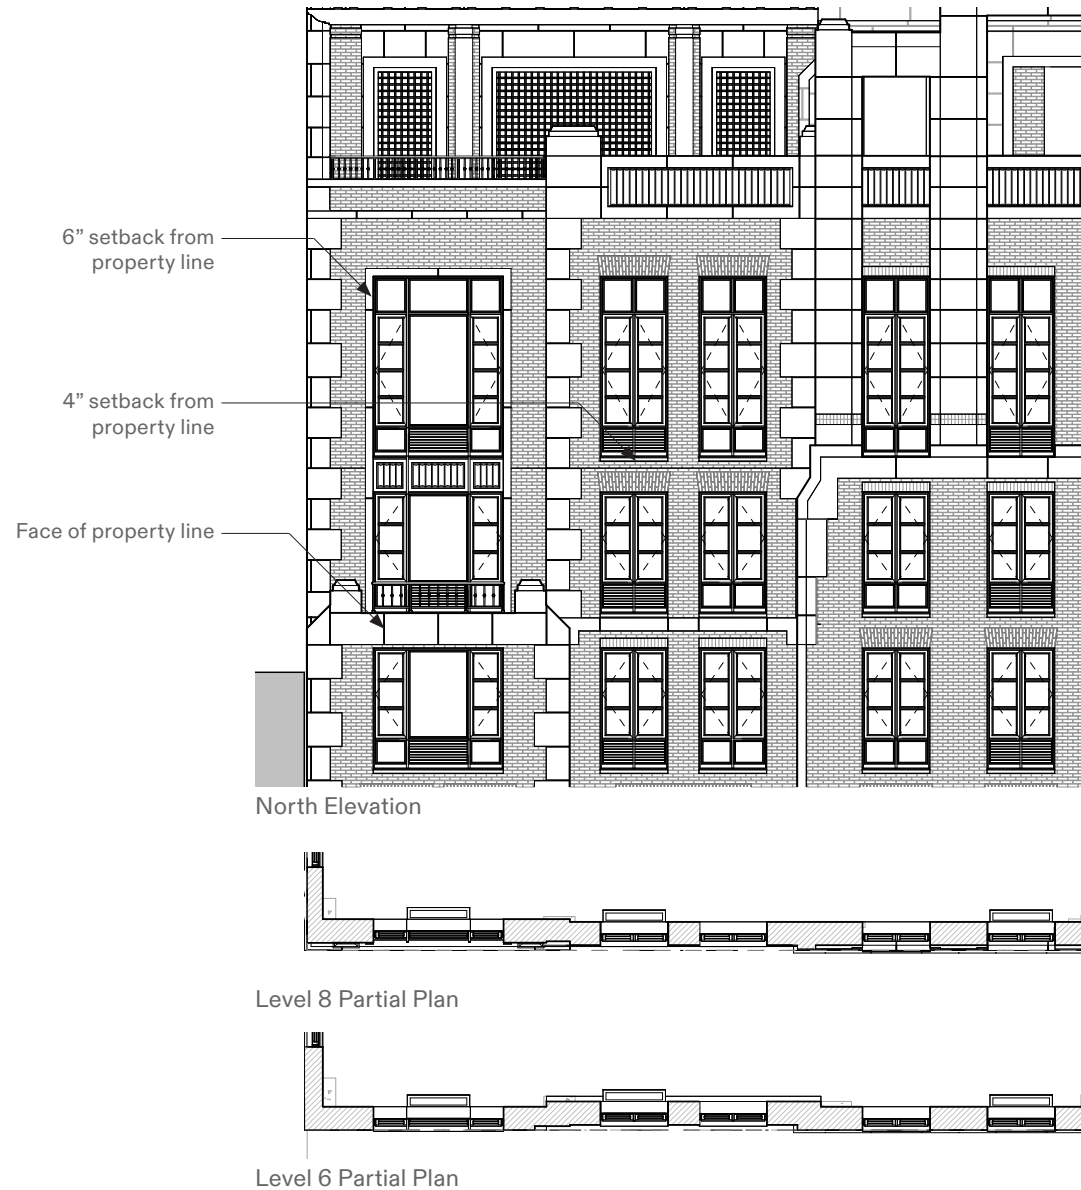 6” setback from
property line
4” setback from
property line
Face of property line
North Elevation
Level 8 Partial Plan
Level 6 Partial Plan